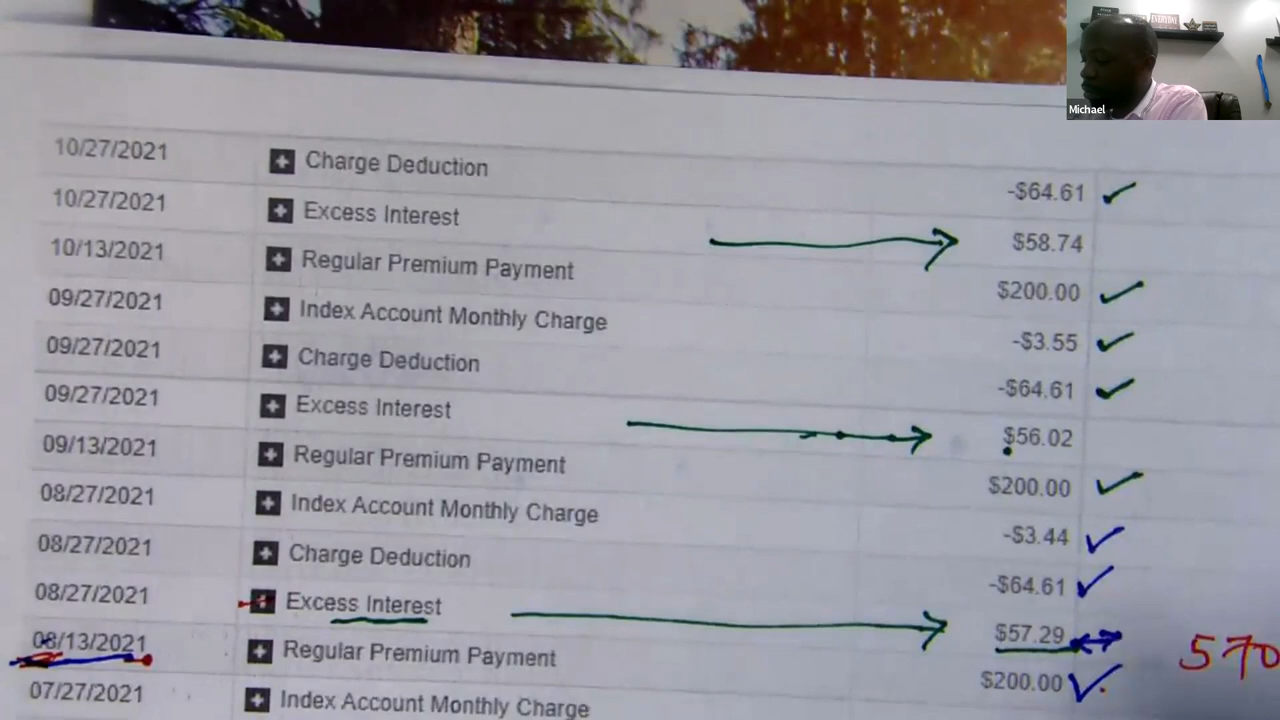 EVERYDAY
Michael
10/27/2021 Charge Deduction -$64.61
10/27/2021 Excess Interest $58.74
10/13/2021 Regular Premium Payment $200.00
09/27/2021 Index Account Monthly Charge -$3.55
09/27/2021 Charge Deduction -$64.61
09/27/2021 Excess Interest $56.02
09/13/2021 Regular Premium Payment $200.00
08/27/2021 Index Account Monthly Charge -$3.44
08/27/2021 Charge Deduction -$64.61
08/27/2021 Excess Interest $57.29
570
08/13/2021 Regular Premium Payment $200.00
07/27/2021 Index Account Monthly Charge